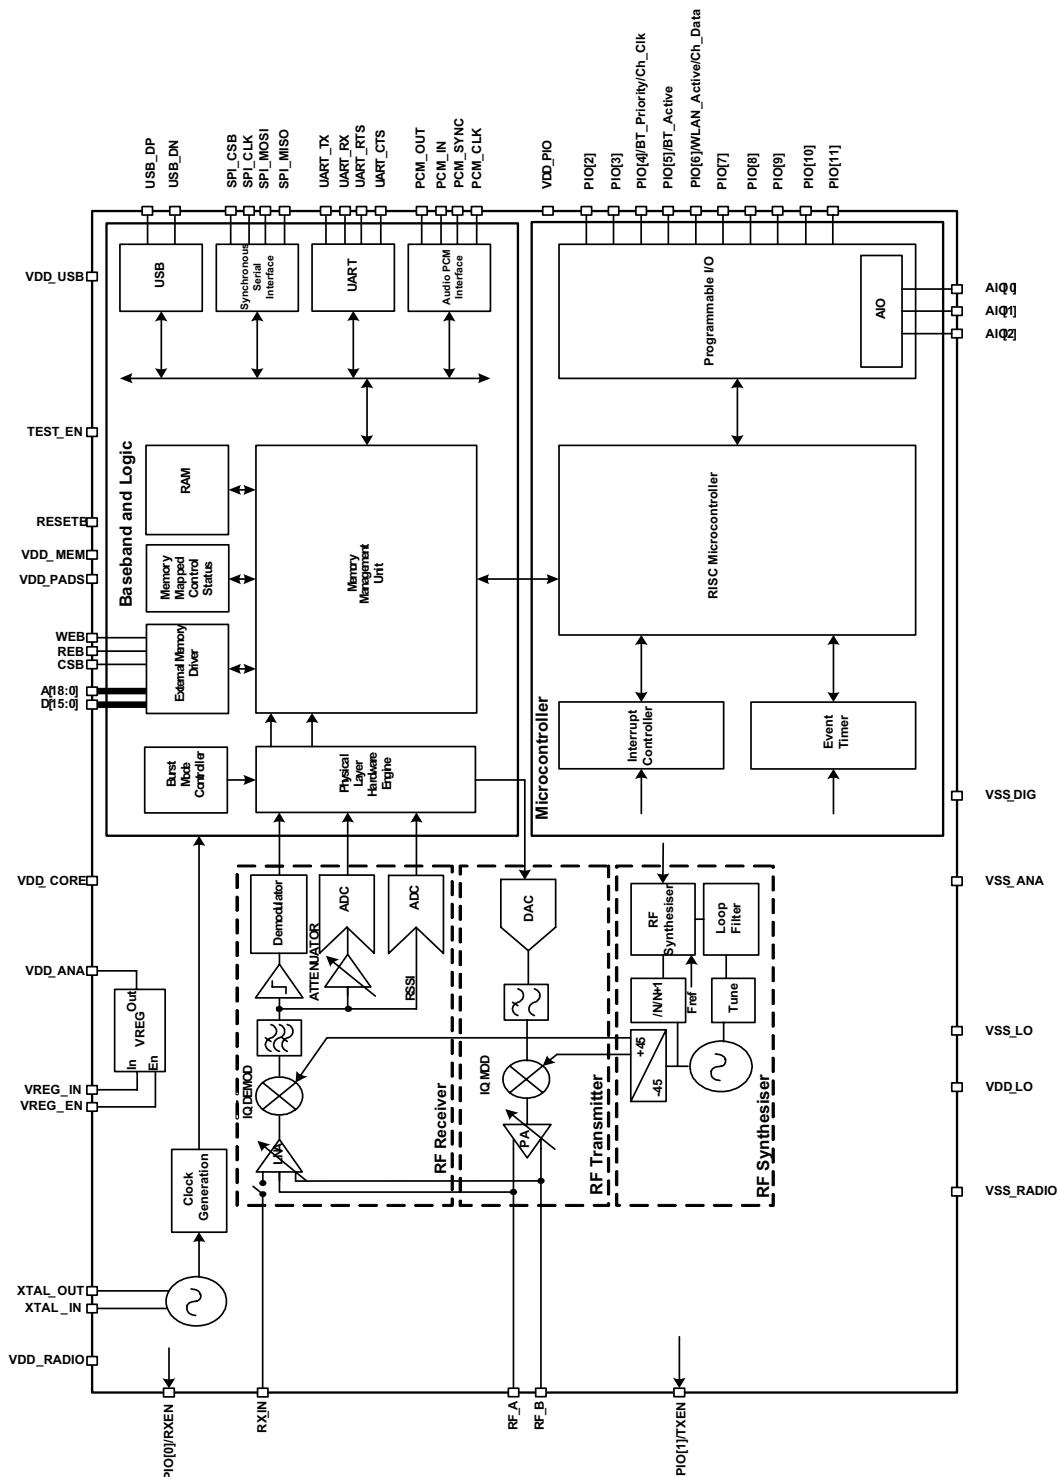 USB_DP
USB_DN
SPI_CSB
SPI_CLK
SPI_MOSI
SPI_MISO
UART_TX
UART_RX
UART_RTS
UART_CTS
PCM_OUT
PCM_IN
PCM_SYNC
PCM_CLK
VDD_PIO
PIO[2]
PIO[3]
PIO[4]/BT_Priority/Ch_Clk
PIO[5]/BT_Active
PIO[6]/WLAN_Active/Ch_Data
PIO[7]
PIO[8]
PIO[9]
PIO[10]
PIO[11]
VDD_USB
TEST_EN
RESETB
VDD_MEM
VDD_PADS
WEB
REB
CSB
A[18:0]
D[15:0]
VDD_CORE
VDD_ANA
VREG_IN
VREG_EN
XTAL_OUT
XTAL_IN
VDD_RADIO
USB
Synchronous
Serial
Interface
UART
Audio PCM
Interface
Baseband and Logic
RAM
Memory
Mapped
Control
Status
External Memory
Driver
Memory
Management
Unit
Burst
Mode
Controller
Physical
Layer
Hardware
Engine
Programmable I/O
AIO
AIO[0]
AIO[1]
AIO[2]
RISC Microcontroller
Interrupt
Controller
Event
Timer
Microcontroller
VSS_DIG
VSS_ANA
VSS_LO
VDD_LO
VSS_RADIO
Out
VREG
In
En
Clock
Generation
Demodulator
ADC
ADC
ATTENUATOR
RSSI
IQ DEMOD
LNA
RF Receiver
DAC
IQ MOD
PA
RF Transmitter
RF
Synthesiser
Loop
Filter
/N/N+1
Fref
Tune
+45
-45
RF Synthesiser
PIO[0]/RXEN
RX_IN
RF_A
RF_B
PIO[1]/TXEN